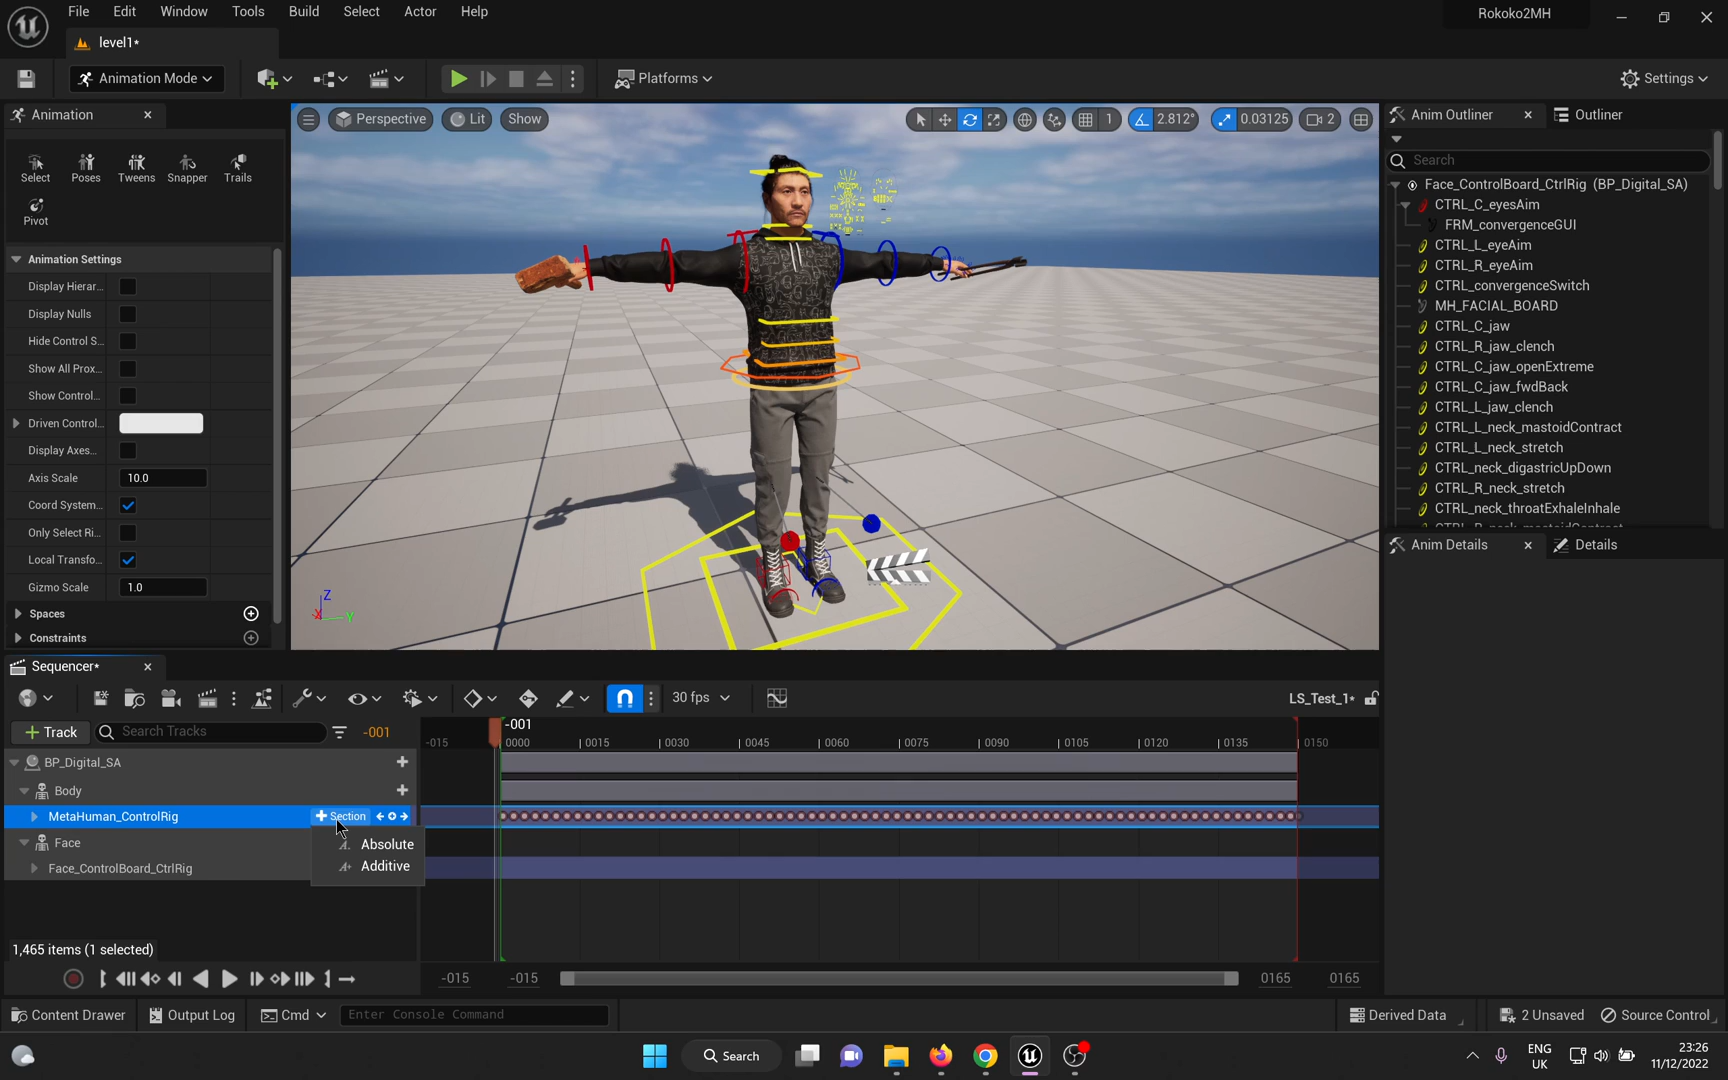 File Edit Window Tools Build Select Actor Help
Rokoko2MH
level1*
Animation Mode
Platforms
Settings
Animation
Perspective
Lit
Show
1
2.812°
0.03125
2
Anim Outliner
Outliner
Select
Poses
Tweens
Snapper
Trails
Pivot
Search
Face_ControlBoard_CtrlRig (BP_Digital_SA)
CTRL_C_eyesAim
FRM_convergenceGUI
CTRL_L_eyeAim
CTRL_R_eyeAim
CTRL_convergenceSwitch
MH_FACIAL_BOARD
CTRL_C_jaw
CTRL_R_jaw_clench
CTRL_C_jaw_openExtreme
CTRL_C_jaw_fwdBack
CTRL_L_jaw_clench
CTRL_L_neck_mastoidContract
CTRL_L_neck_stretch
CTRL_neck_digastricUpDown
CTRL_R_neck_stretch
CTRL_neck_throatExhaleInhale
Animation Settings
Display Hierar...
Display Nulls
Hide Control S...
Show All Prox...
Show Control...
Driven Control...
Display Axes...
Axis Scale 10.0
Coord System...
Only Select Ri...
Local Transfo...
Gizmo Scale 1.0
Spaces
Constraints
Z
X
Y
Anim Details
Details
Sequencer*
30 fps
LS_Test_1*
Track
Search Tracks
-001
-001
-015 0000 0015 0030 0045 0060 0075 0090 0105 0120 0135 0150
BP_Digital_SA
Body
MetaHuman_ControlRig
Section
Absolute
Additive
Face
Face_ControlBoard_CtrlRig
1,465 items (1 selected)
-015 -015 0165 0165
Content Drawer
Output Log
Cmd
Enter Console Command
Derived Data
2 Unsaved
Source Control
Search
ENG
UK
23:26
11/12/2022